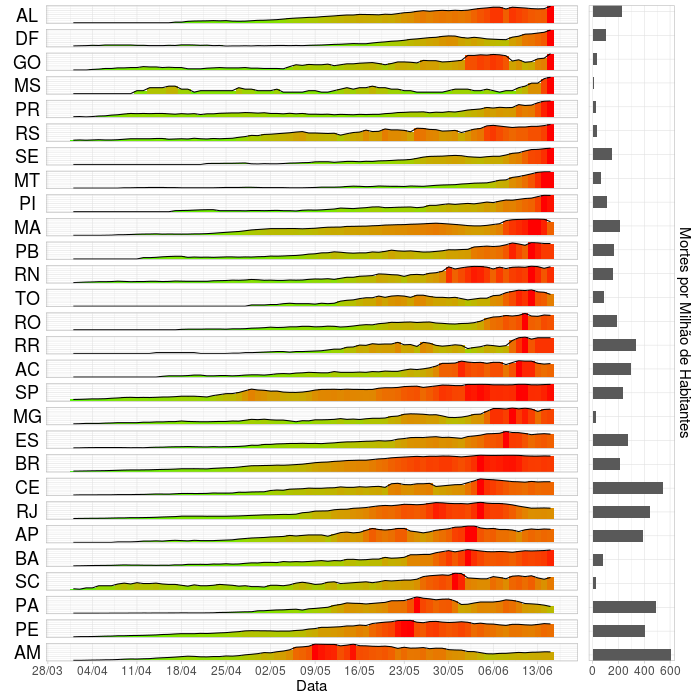 AL
DF
GO
MS
PR
RS
SE
MT
PI
MA
PB
RN
TO
RO
RR
AC
SP
MG
ES
BR
CE
RJ
AP
BA
SC
PA
PE
AM
28/03 04/04 11/04 18/04 25/04 02/05 09/05 16/05 23/05 30/05 06/06 13/06
Data
0 200 400 600
Mortes por Milhão de Habitantes